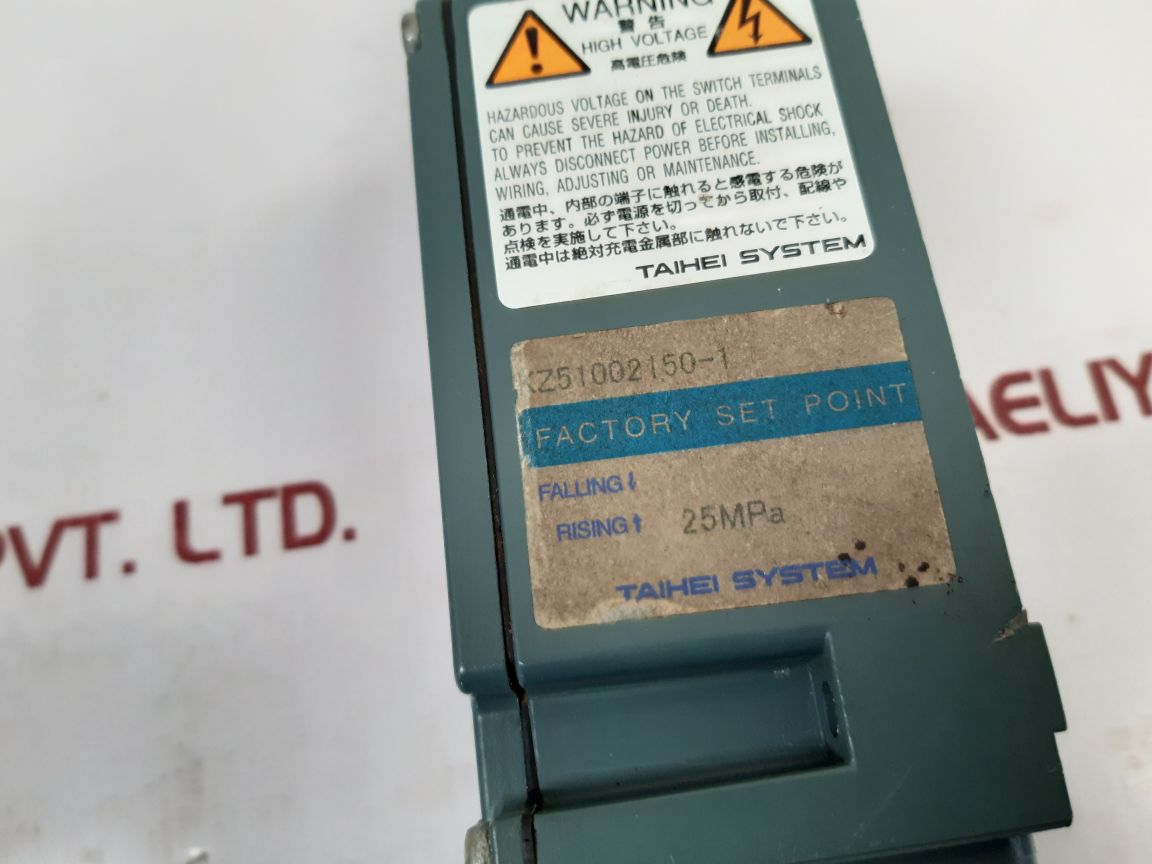 WARNING
警告
HIGH VOLTAGE
高電圧危険
HAZARDOUS VOLTAGE ON THE SWITCH TERMINALS
CAN CAUSE SEVERE INJURY OR DEATH.
TO PREVENT THE HAZARD OF ELECTRICAL SHOCK
ALWAYS DISCONNECT POWER BEFORE INSTALLING,
WIRING, ADJUSTING OR MAINTENANCE.
通電中、内部の端子に触れると感電する危険が
あります。必ず電源を切ってから取付、配線や
点検を実施して下さい。
通電中は絶対充電金属部に触れないで下さい。
TAIHEI SYSTEM
KZ51002150-1
FACTORY SET POINT
FALLING↓
RISING↑ 25MPa
TAIHEI SYSTEM
PVT. LTD.
AELIY